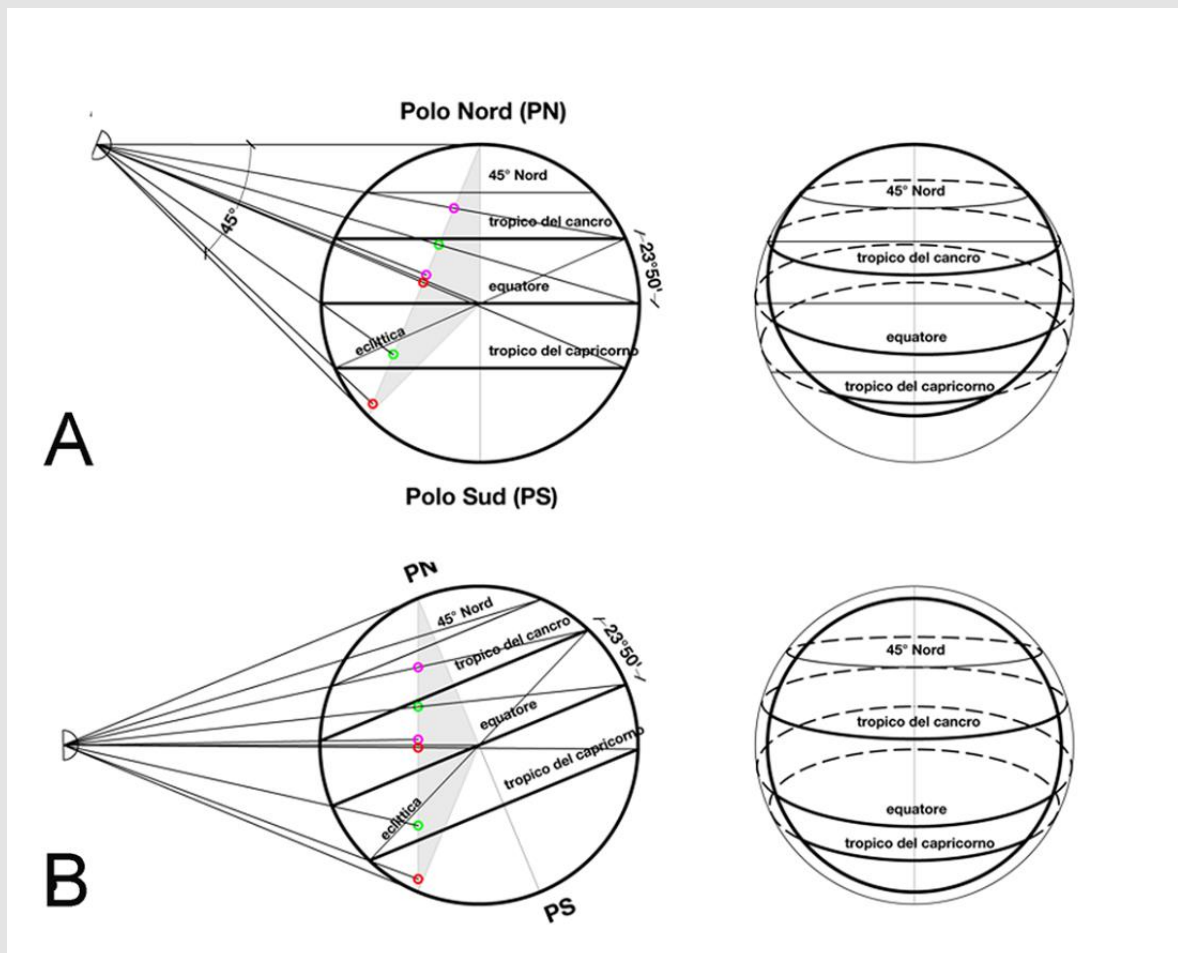 Polo Nord (PN)
45° Nord
tropico del cancro
equatore
eclittica
tropico del capricorno
45°
23°50'
Polo Sud (PS)
45° Nord
tropico del cancro
equatore
tropico del capricorno
A
PN
45° Nord
tropico del cancro
equatore
eclittica
tropico del capricorno
23°50'
PS
45° Nord
tropico del cancro
equatore
tropico del capricorno
B